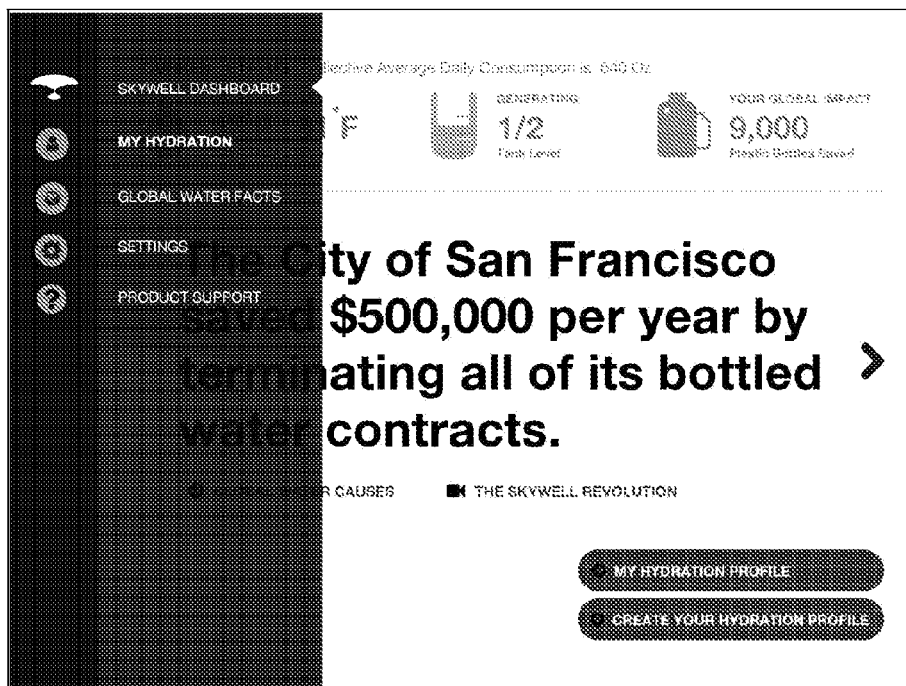 SKYWELL DASHBOARD
MY HYDRATION
GLOBAL WATER FACTS
SETTINGS
PRODUCT SUPPORT
Average Daily Consumption is 640 Oz
°F
GENERATING
1/2
Tank Level
YOUR GLOBAL IMPACT
9,000
Plastic Bottles Saved
The City of San Francisco
saved $500,000 per year by
terminating all of its bottled
water contracts.
CAUSES
THE SKYWELL REVOLUTION
MY HYDRATION PROFILE
CREATE YOUR HYDRATION PROFILE